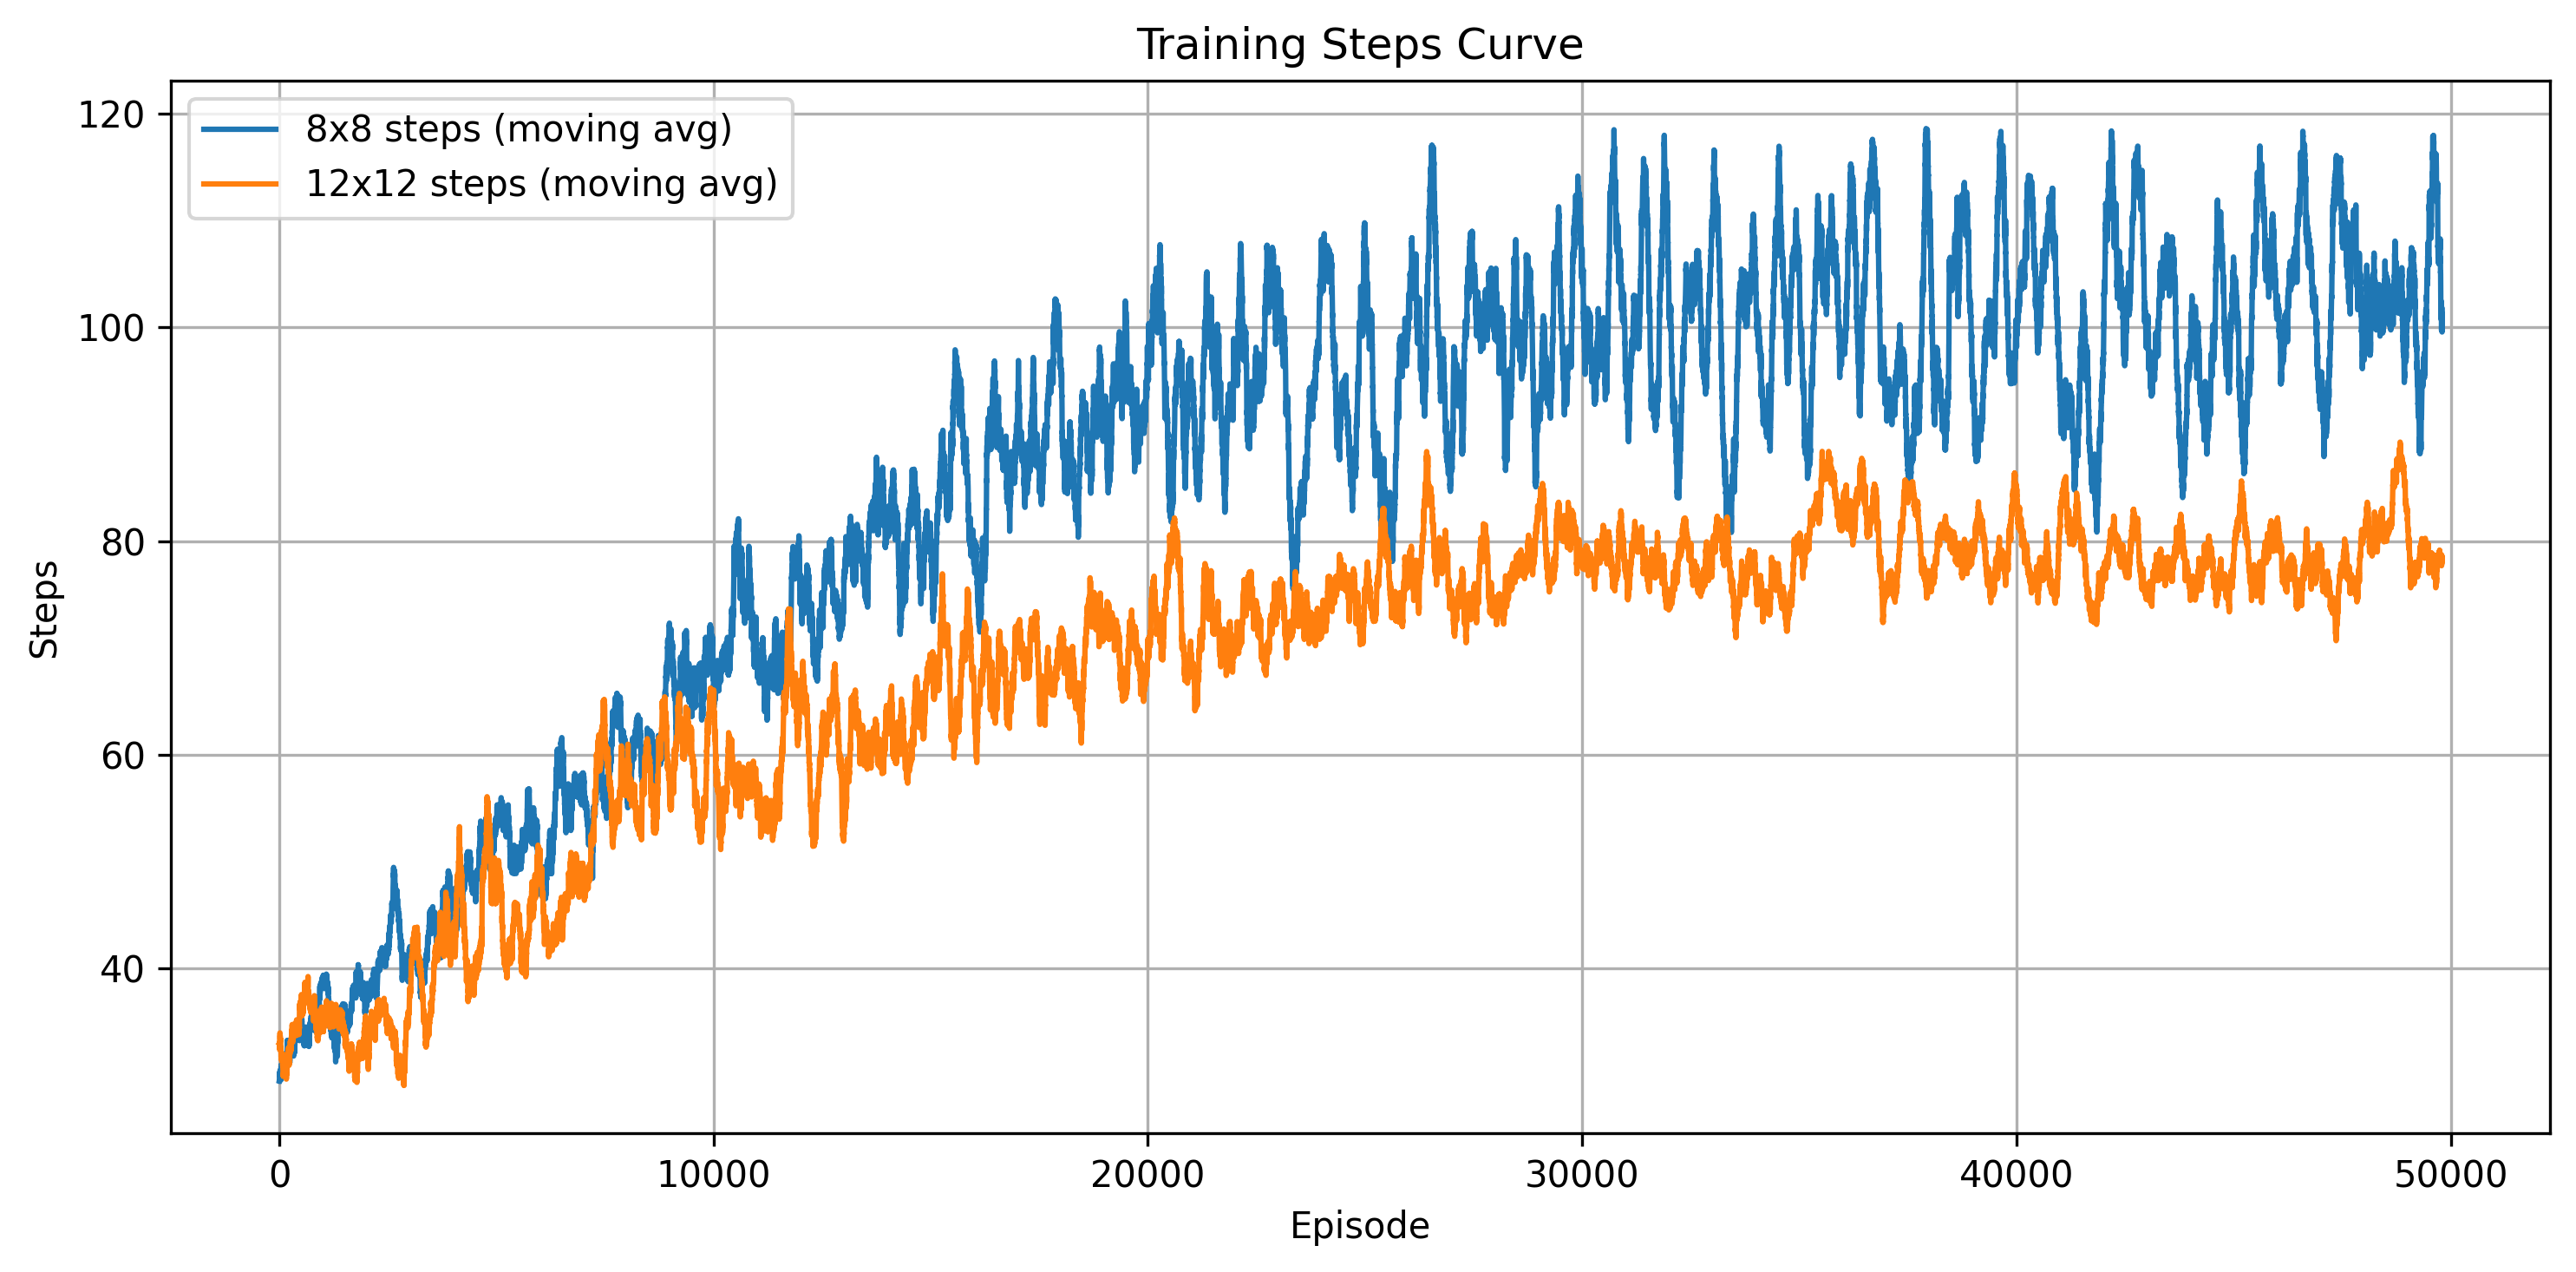 Training Steps Curve
8x8 steps (moving avg)
12x12 steps (moving avg)
120
100
80
60
40
Steps
0 10000 20000 30000 40000 50000
Episode